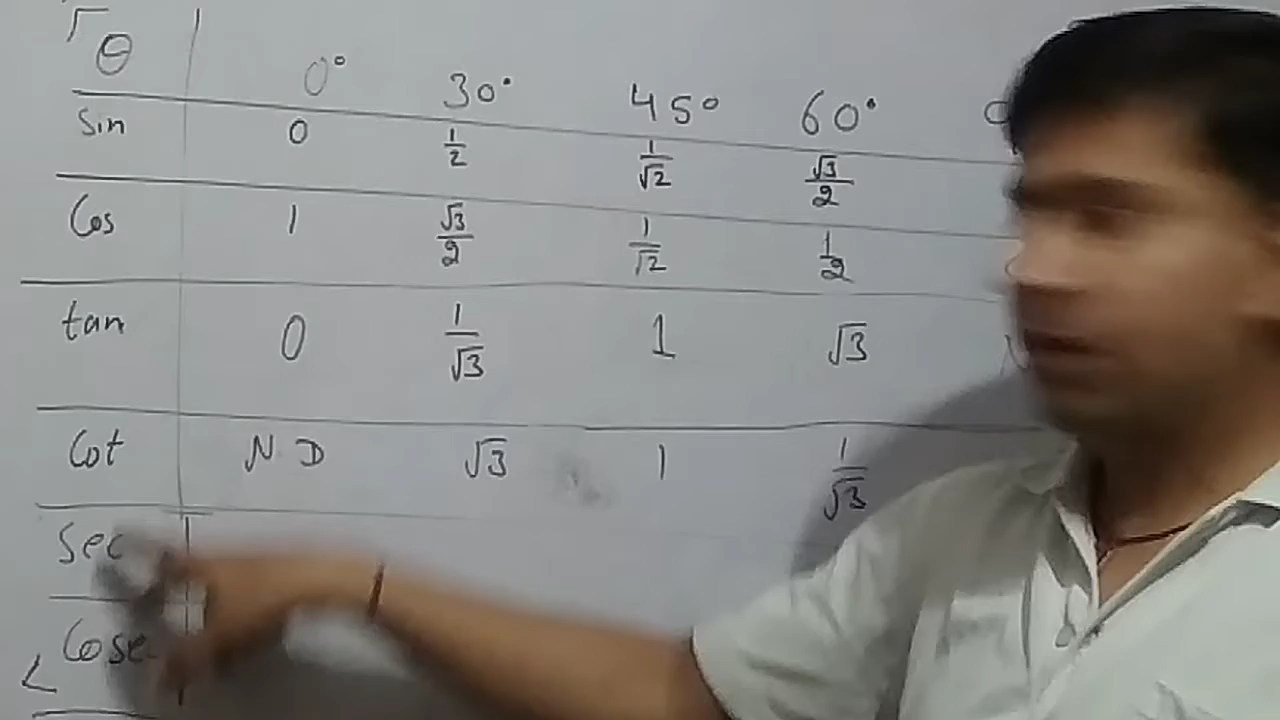 θ 0° 30° 45° 60°
Sin 0 1/2 1/√2 √3/2
Cos 1 √3/2 1/√2 1/2
tan 0 1/√3 1 √3
Cot N.D √3 1 1/√3
Sec
Cose